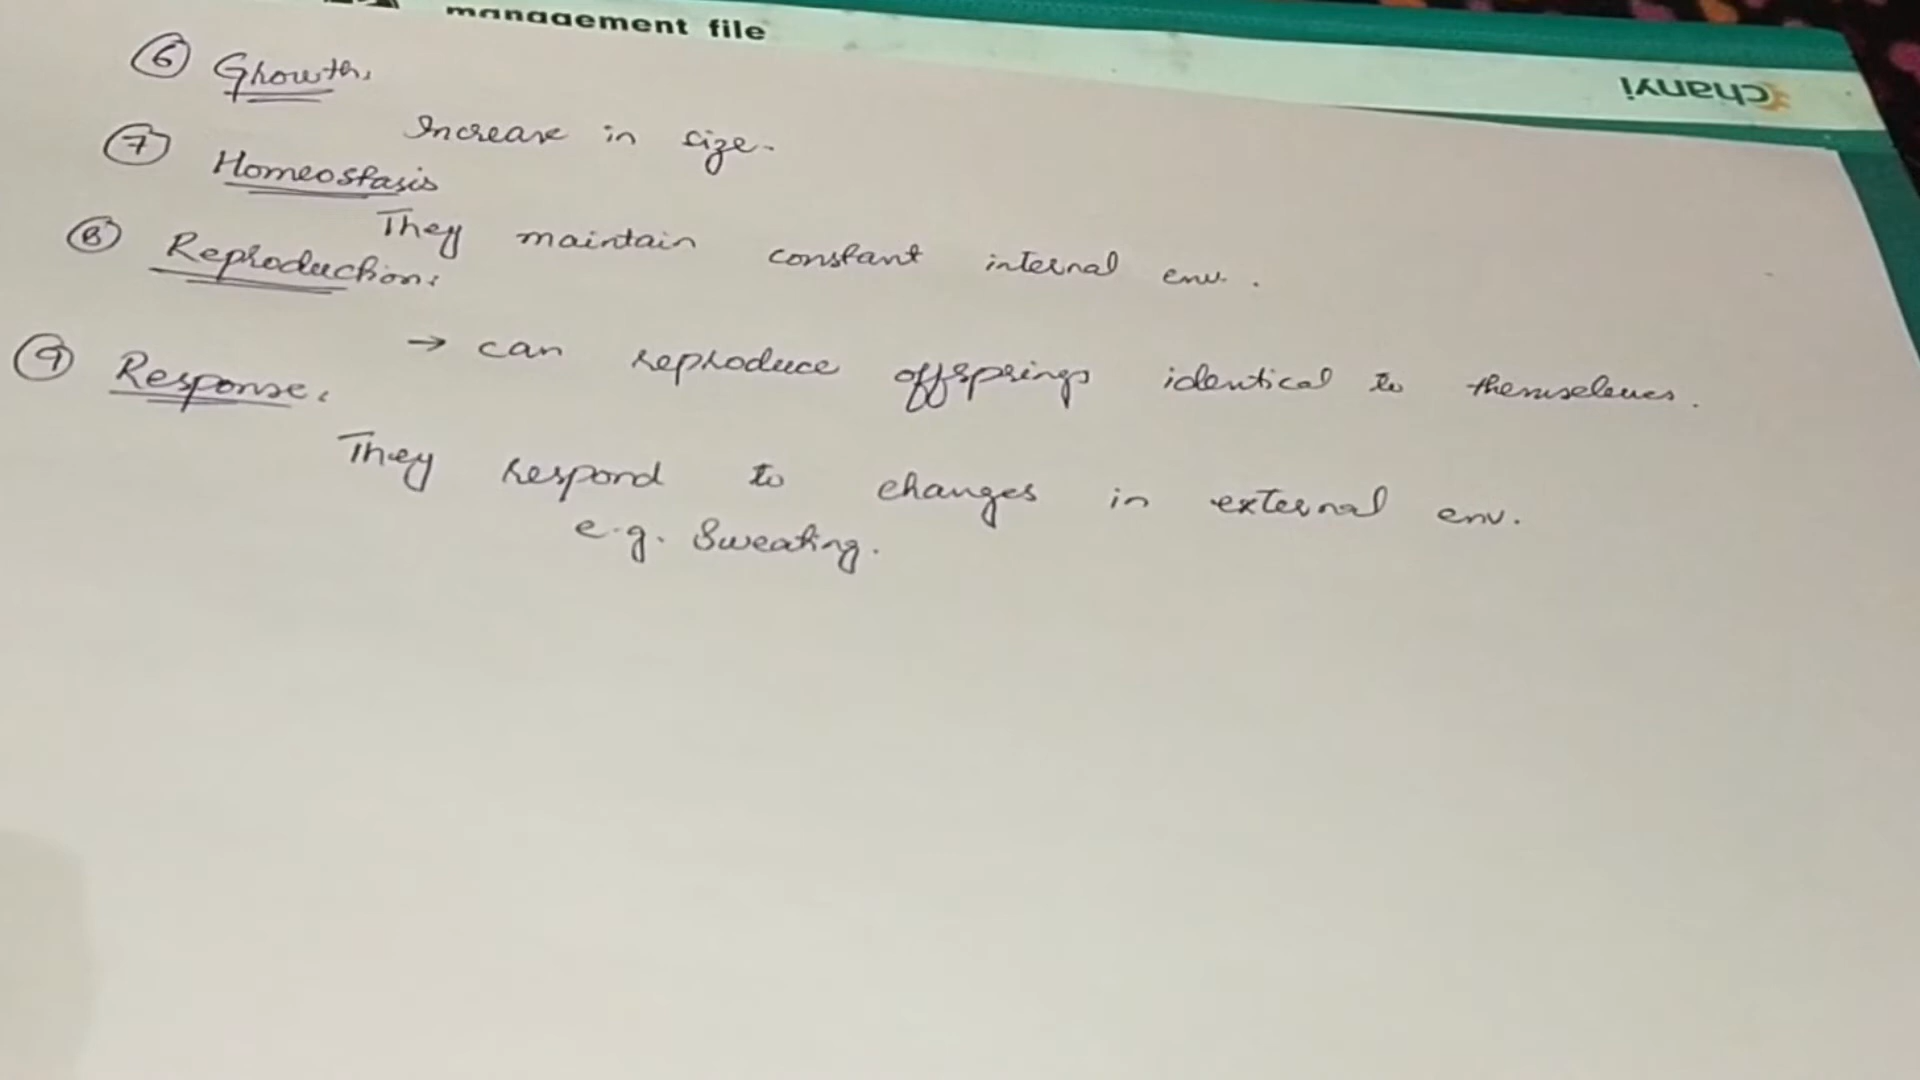 management file
chanyi
⑥ Growth:
Increase in size.
⑦ Homeostasis
They maintain constant internal env.
⑧ Reproduction:
→ can reproduce offsprings identical to themselves.
⑨ Response:
They respond to changes in external env.
e.g. Sweating.